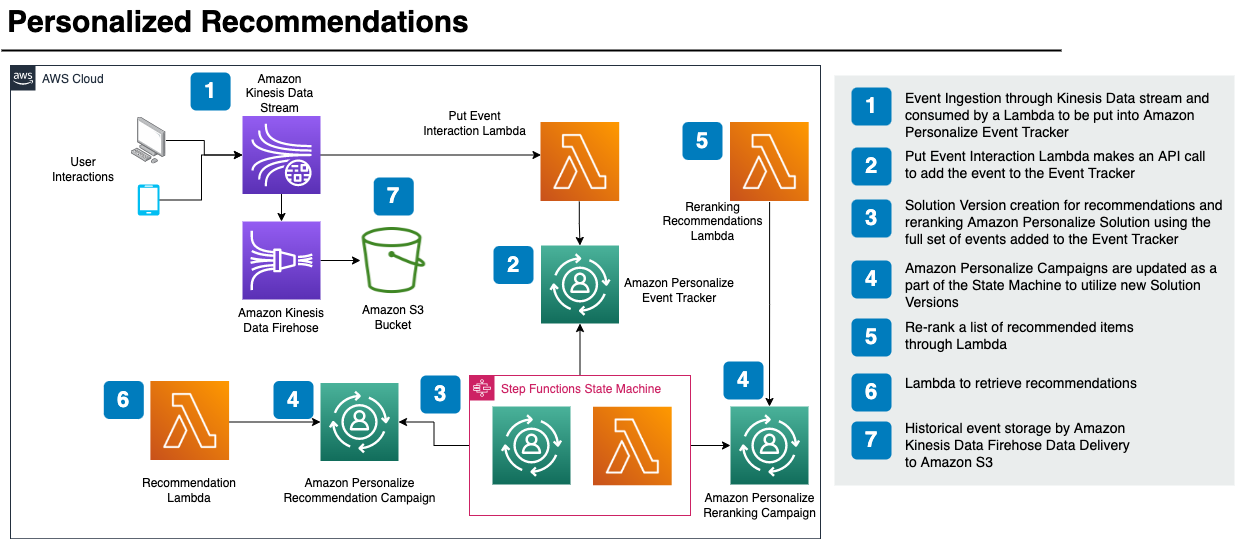 Personalized Recommendations
aws
AWS Cloud
1
Amazon
Kinesis Data
Stream
User
Interactions
Put Event
Interaction Lambda
5
7
Reranking
Recommendations
Lambda
2
Amazon Personalize
Event Tracker
Amazon Kinesis
Data Firehose
Amazon S3
Bucket
6
4
3
Step Functions State Machine
4
Recommendation
Lambda
Amazon Personalize
Recommendation Campaign
Amazon Personalize
Reranking Campaign
1
Event Ingestion through Kinesis Data stream and
consumed by a Lambda to be put into Amazon
Personalize Event Tracker
2
Put Event Interaction Lambda makes an API call
to add the event to the Event Tracker
3
Solution Version creation for recommendations and
reranking Amazon Personalize Solution using the
full set of events added to the Event Tracker
4
Amazon Personalize Campaigns are updated as a
part of the State Machine to utilize new Solution
Versions
5
Re-rank a list of recommended items
through Lambda
6
Lambda to retrieve recommendations
7
Historical event storage by Amazon
Kinesis Data Firehose Data Delivery
to Amazon S3